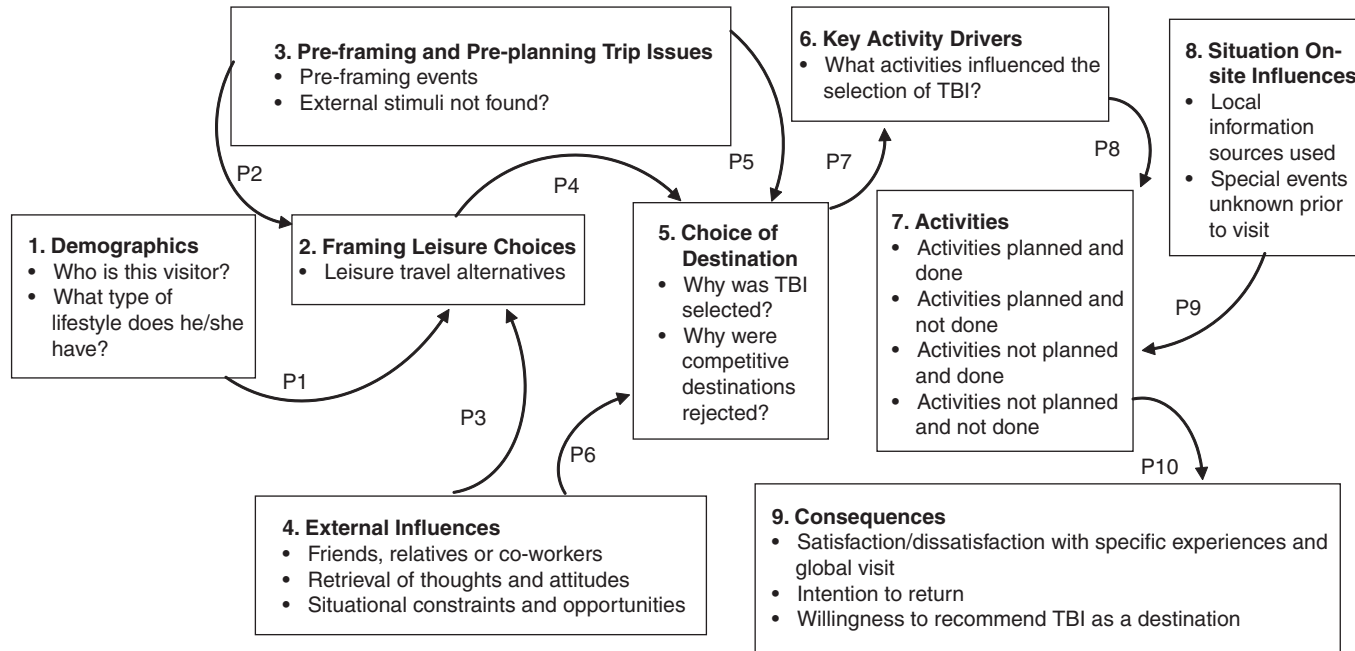 3. Pre-framing and Pre-planning Trip Issues
• Pre-framing events
• External stimuli not found?
6. Key Activity Drivers
• What activities influenced the
selection of TBI?
8. Situation On-
site Influences
• Local
information
sources used
• Special events
unknown prior
to visit
P2
P4
P5
P7
P8
1. Demographics
• Who is this visitor?
• What type of
lifestyle does he/she
have?
2. Framing Leisure Choices
• Leisure travel alternatives
5. Choice of
Destination
• Why was TBI
selected?
• Why were
competitive
destinations
rejected?
7. Activities
• Activities planned and
done
• Activities planned and
not done
• Activities not planned
and done
• Activities not planned
and not done
P9
P1
P3
P6
P10
4. External Influences
• Friends, relatives or co-workers
• Retrieval of thoughts and attitudes
• Situational constraints and opportunities
9. Consequences
• Satisfaction/dissatisfaction with specific experiences and
global visit
• Intention to return
• Willingness to recommend TBI as a destination